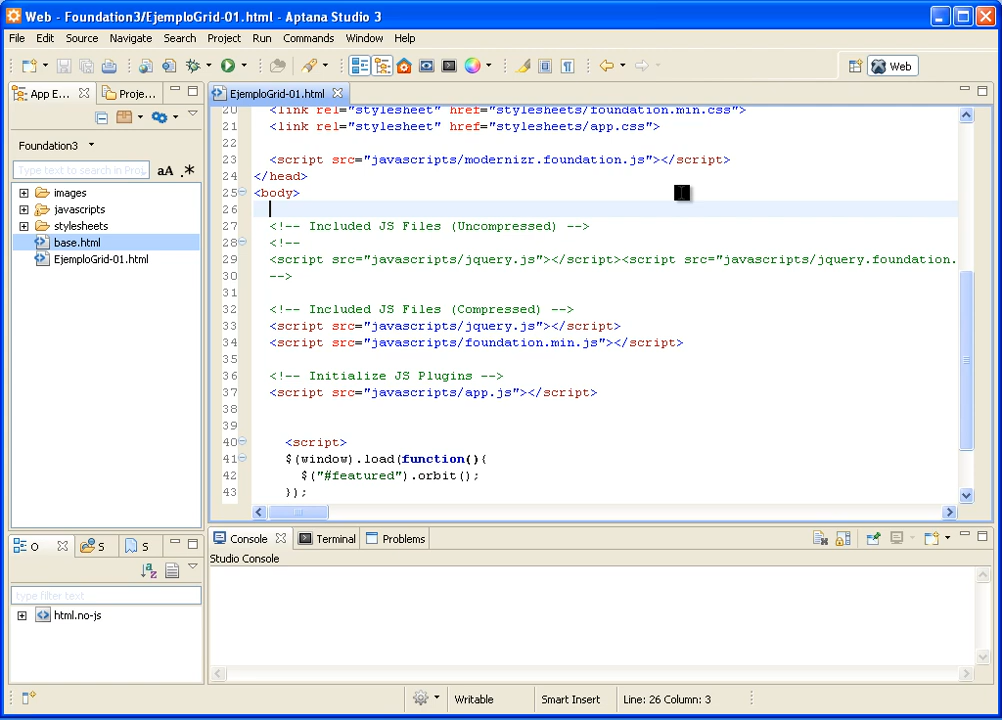 Web - Foundation3/EjemploGrid-01.html - Aptana Studio 3
File Edit Source Navigate Search Project Run Commands Window Help
Web
App E... Proje...
EjemploGrid-01.html
Foundation3
Type text to search in Proj aA .*
images
javascripts
stylesheets
base.html
EjemploGrid-01.html
20 <link rel="stylesheet" href="stylesheets/foundation.min.css">
21 <link rel="stylesheet" href="stylesheets/app.css">
22
23 <script src="javascripts/modernizr.foundation.js"></script>
24 </head>
25 <body>
26
27 <!-- Included JS Files (Uncompressed) -->
28 <!--
29 <script src="javascripts/jquery.js"></script><script src="javascripts/jquery.foundation.
30 -->
31
32 <!-- Included JS Files (Compressed) -->
33 <script src="javascripts/jquery.js"></script>
34 <script src="javascripts/foundation.min.js"></script>
35
36 <!-- Initialize JS Plugins -->
37 <script src="javascripts/app.js"></script>
38
39
40 <script>
41 $(window).load(function(){
42 $("#featured").orbit();
43 });
O S S
type filter text
html.no-js
Console Terminal Problems
Studio Console
Writable Smart Insert Line: 26 Column: 3